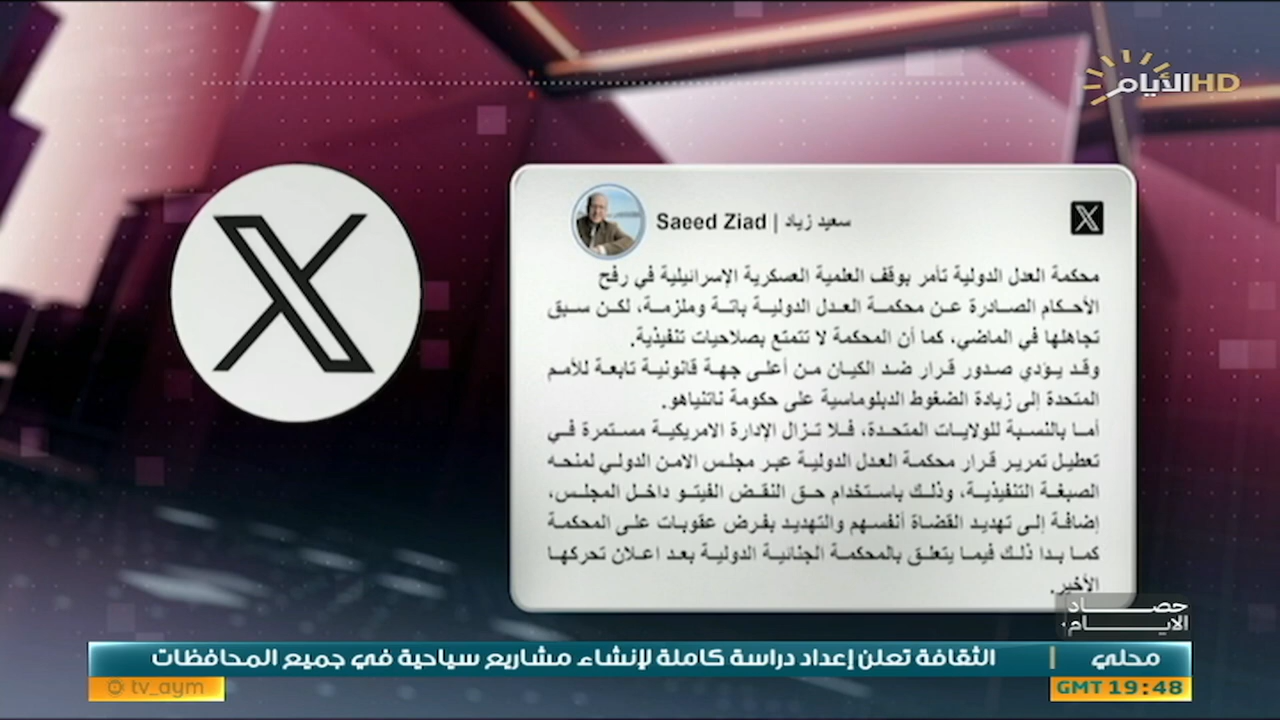 الأيامHD
Saeed Ziad | سعيد زياد
محكمة العدل الدولية تأمر بوقف العلمية العسكرية الإسرائيلية في رفح
الأحكام الصادرة عن محكمة العدل الدولية باتة وملزمة، لكن سبق
تجاهلها في الماضي، كما أن المحكمة لا تتمتع بصلاحيات تنفيذية.
وقد يؤدي صدور قرار ضد الكيان من أعلى جهة قانونية تابعة للأمم
المتحدة إلى زيادة الضغوط الدبلوماسية على حكومة ناتنياهو.
أما بالنسبة للولايات المتحدة، فلا تزال الإدارة الامريكية مستمرة في
تعطيل تمرير قرار محكمة العدل الدولية عبر مجلس الامن الدولي لمنحه
الصبغة التنفيذية، وذلك باستخدام حق النقض الفيتو داخل المجلس،
إضافة إلى تهديد القضاة أنفسهم والتهديد بفرض عقوبات على المحكمة
كما بدا ذلك فيما يتعلق بالمحكمة الجنائية الدولية بعد اعلان تحركها
الأخير.
حصاد
الايام
محلي | الثقافة تعلن إعداد دراسة كاملة لإنشاء مشاريع سياحية في جميع المحافظات
tv_aym
GMT 19:48